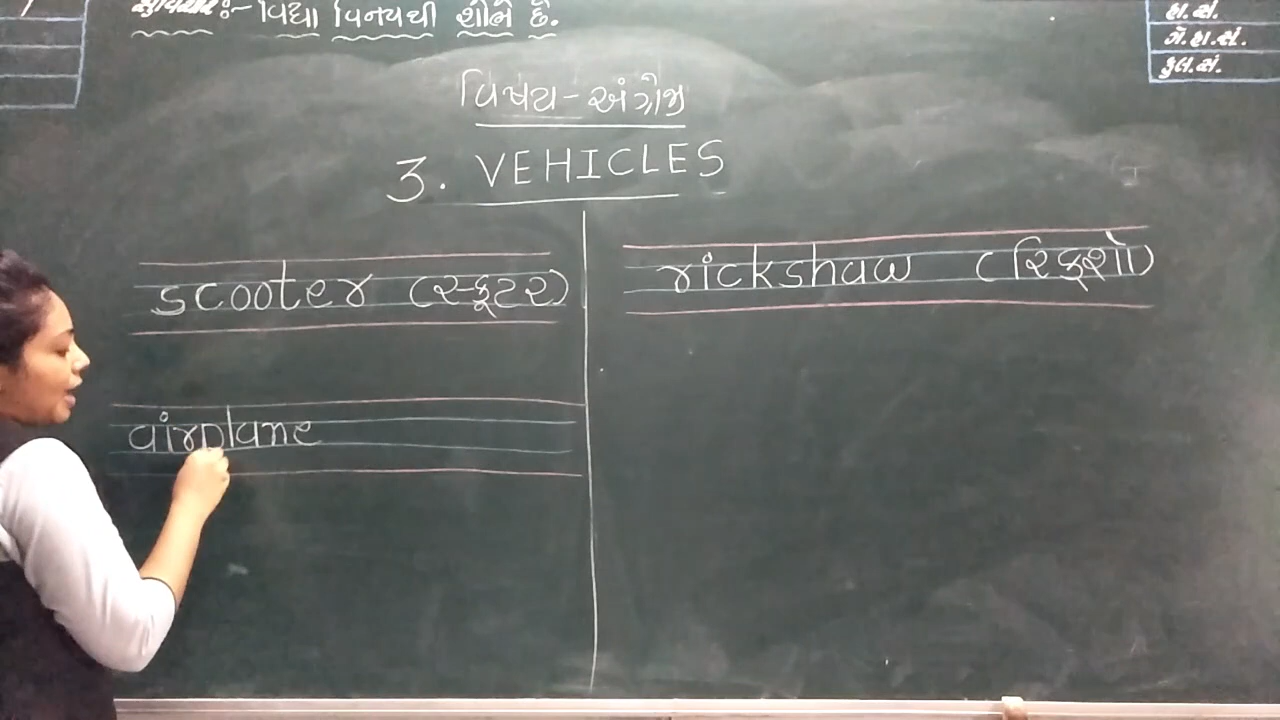 સુવિચાર :- વિદ્યા વિનયથી શોભે છે.
હા. સં.
ગે. હા. સં.
કુલ. સં.
વિષય - અંગ્રેજી
3. VEHICLES
scooter (સ્કૂટર)
rickshaw (રિક્શો)
airplane